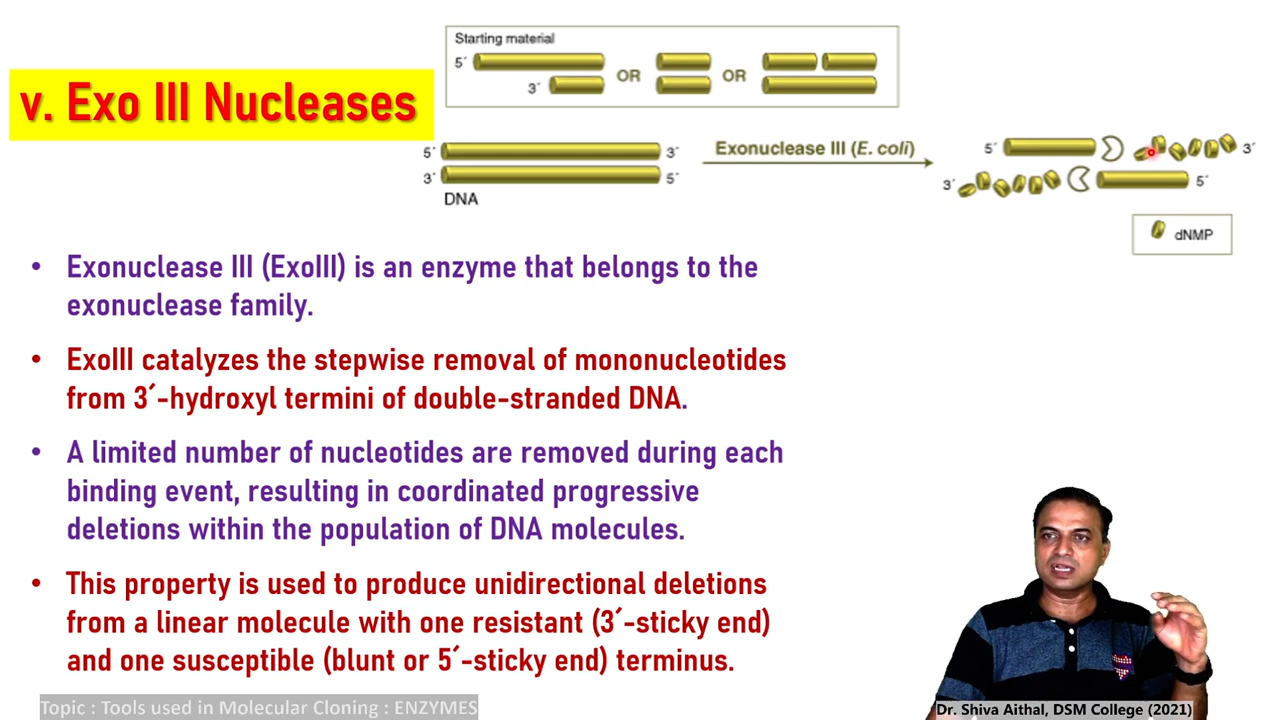 Starting material
5´
3´
OR
OR
v. Exo III Nucleases
5´
3´
3´
5´
DNA
Exonuclease III (E. coli)
5´
3´
3´
5´
dNMP
• Exonuclease III (ExoIII) is an enzyme that belongs to the
exonuclease family.
• ExoIII catalyzes the stepwise removal of mononucleotides
from 3´-hydroxyl termini of double-stranded DNA.
• A limited number of nucleotides are removed during each
binding event, resulting in coordinated progressive
deletions within the population of DNA molecules.
• This property is used to produce unidirectional deletions
from a linear molecule with one resistant (3´-sticky end)
and one susceptible (blunt or 5´-sticky end) terminus.
Topic : Tools used in Molecular Cloning : ENZYMES
Dr. Shiva Aithal, DSM College (2021)